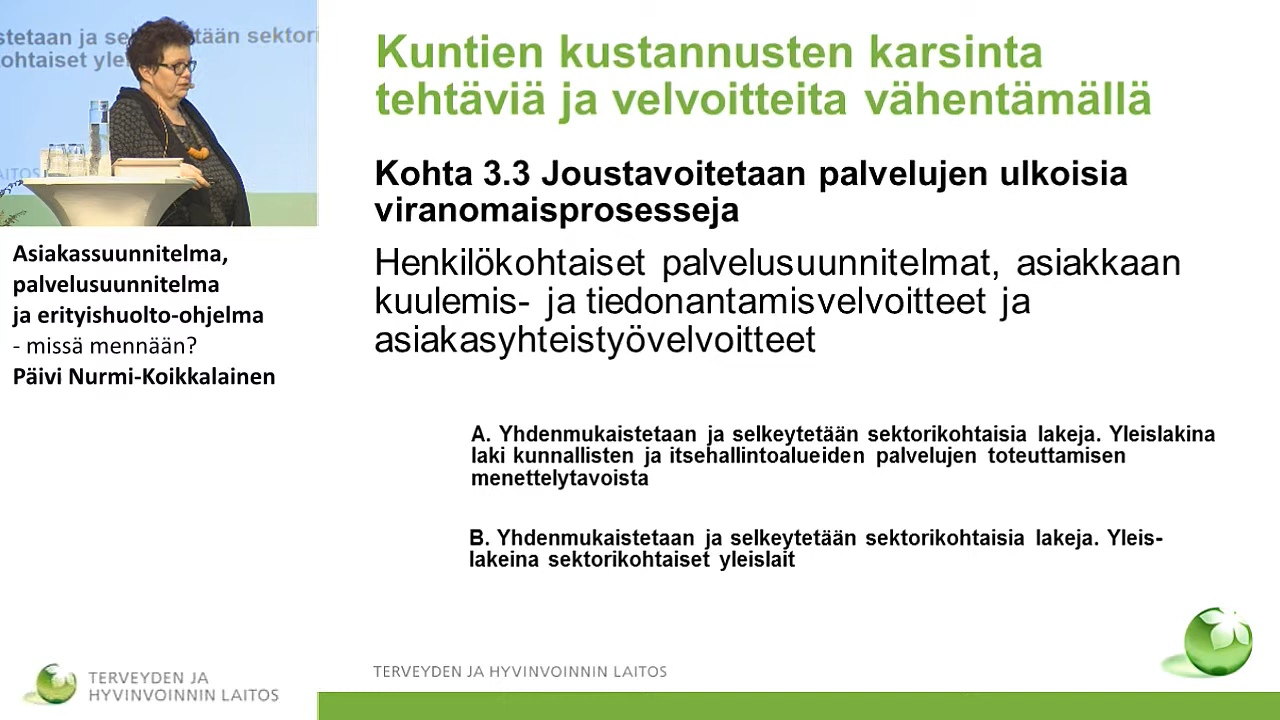 stetaan ja se
tään sektori
ohtaiset ylei
Kuntien kustannusten karsinta
tehtäviä ja velvoitteita vähentämällä
Kohta 3.3 Joustavoitetaan palvelujen ulkoisia
viranomaisprosesseja
Henkilökohtaiset palvelusuunnitelmat, asiakkaan
kuulemis- ja tiedonantamisvelvoitteet ja
asiakasyhteistyövelvoitteet
A. Yhdenmukaistetaan ja selkeytetään sektorikohtaisia lakeja. Yleislakina
laki kunnallisten ja itsehallintoalueiden palvelujen toteuttamisen
menettelytavoista
B. Yhdenmukaistetaan ja selkeytetään sektorikohtaisia lakeja. Yleis-
lakeina sektorikohtaiset yleislait
TERVEYDEN JA HYVINVOINNIN LAITOS
Asiakassuunnitelma,
palvelusuunnitelma
ja erityishuolto-ohjelma
- missä mennään?
Päivi Nurmi-Koikkalainen
TERVEYDEN JA
HYVINVOINNIN LAITOS